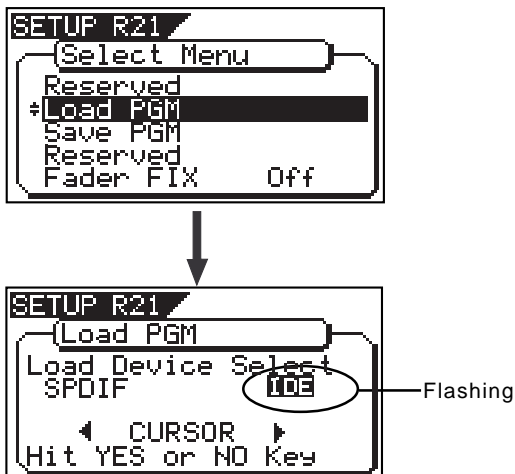 SETUP R21
Select Menu
Reserved
Load PGM
Save PGM
Reserved
Fader FIX Off
SETUP R21
Load PGM
Load Device Select
SPDIF IDE
Flashing
CURSOR
Hit YES or NO Key